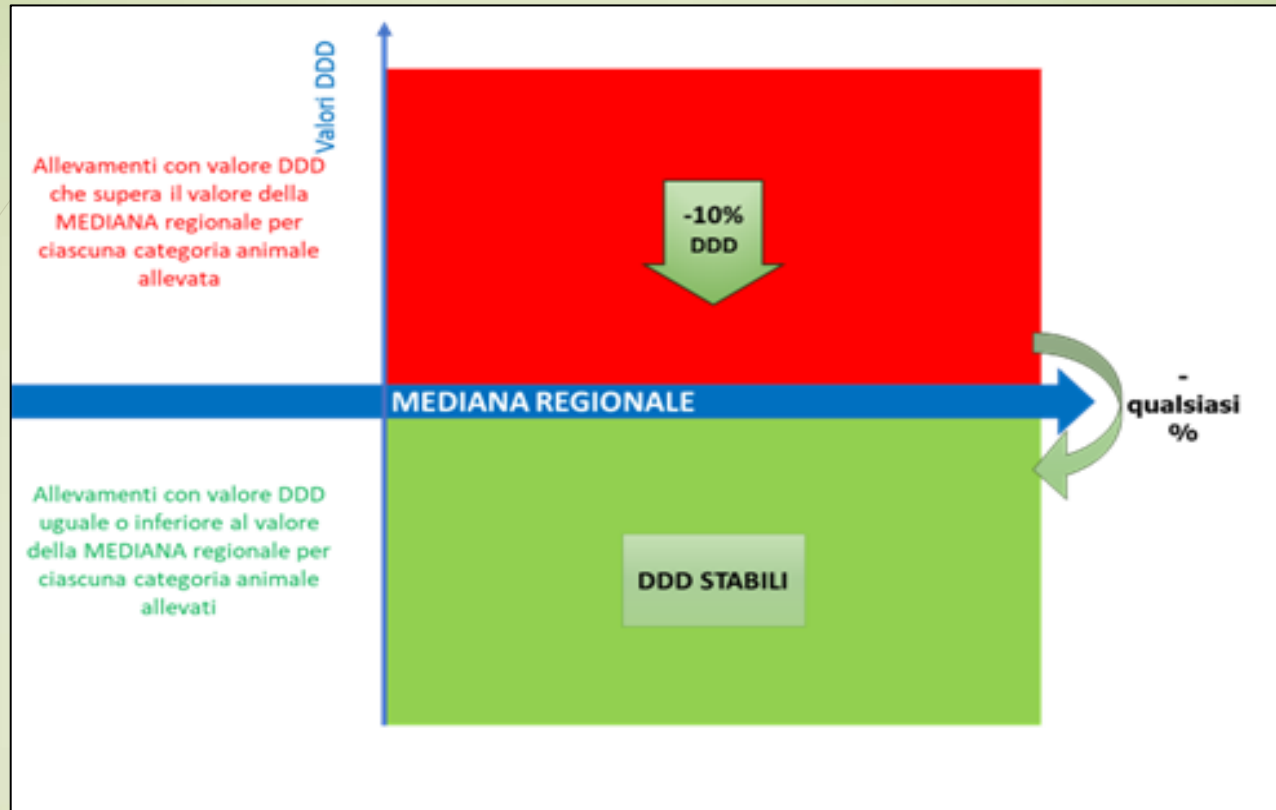 Valori DDD
Allevamenti con valore DDD
che supera il valore della
MEDIANA regionale per
ciascuna categoria animale
allevata
-10%
DDD
MEDIANA REGIONALE
-
qualsiasi
%
Allevamenti con valore DDD
uguale o inferiore al valore
della MEDIANA regionale per
ciascuna categoria animale
allevati
DDD STABILI